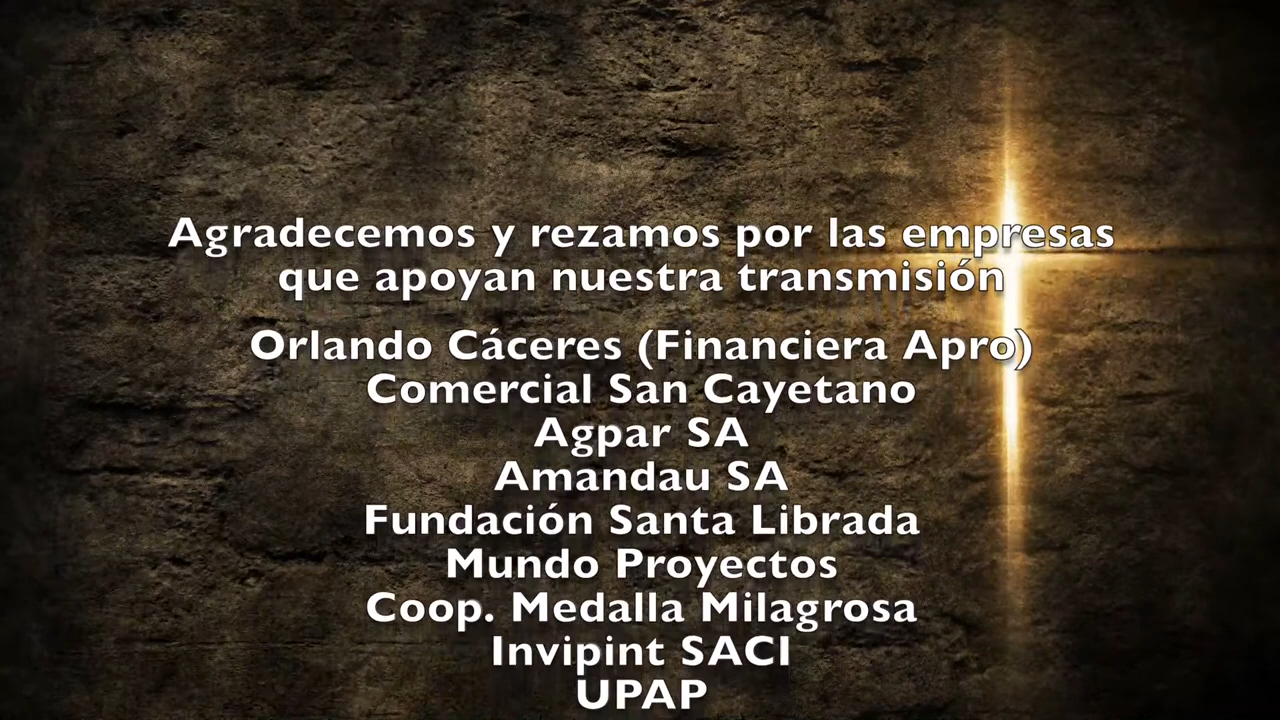 Agradecemos y rezamos por las empresas
que apoyan nuestra transmisión
Orlando Cáceres (Financiera Apro)
Comercial San Cayetano
Agpar SA
Amandau SA
Fundación Santa Librada
Mundo Proyectos
Coop. Medalla Milagrosa
Invipint SACI
UPAP